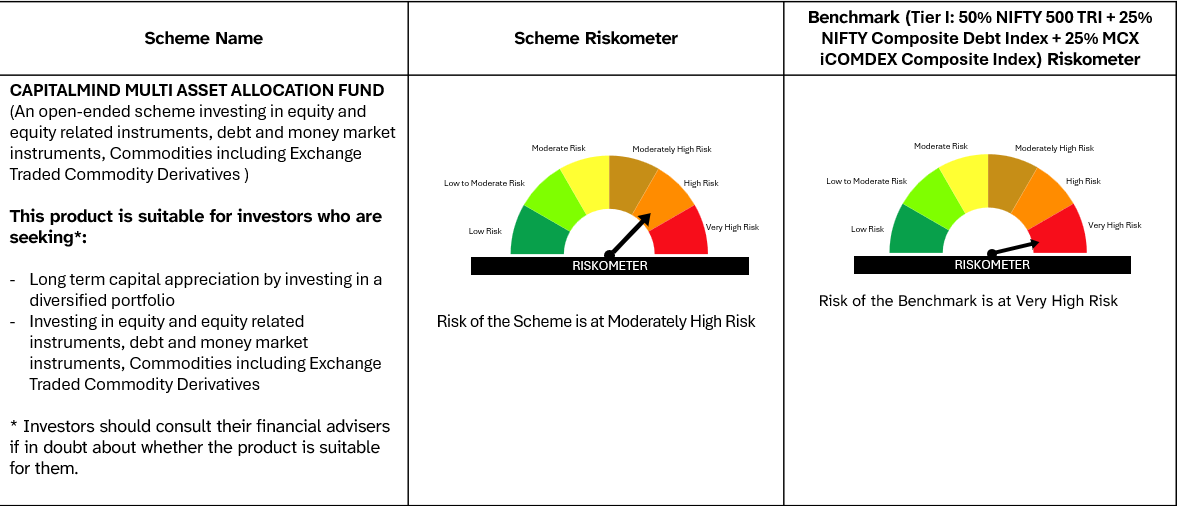 Scheme Name
Scheme Riskometer
Benchmark (Tier I: 50% NIFTY 500 TRI + 25%
NIFTY Composite Debt Index + 25% MCX
iCOMDEX Composite Index) Riskometer
CAPITALMIND MULTI ASSET ALLOCATION FUND
(An open-ended scheme investing in equity and
equity related instruments, debt and money market
instruments, Commodities including Exchange
Traded Commodity Derivatives )
This product is suitable for investors who are
seeking*:
- Long term capital appreciation by investing in a
diversified portfolio
- Investing in equity and equity related
instruments, debt and money market
instruments, Commodities including Exchange
Traded Commodity Derivatives
* Investors should consult their financial advisers
if in doubt about whether the product is suitable
for them.
Low Risk
Low to Moderate Risk
Moderate Risk
Moderately High Risk
High Risk
Very High Risk
RISKOMETER
Risk of the Scheme is at Moderately High Risk
Low Risk
Low to Moderate Risk
Moderate Risk
Moderately High Risk
High Risk
Very High Risk
RISKOMETER
Risk of the Benchmark is at Very High Risk